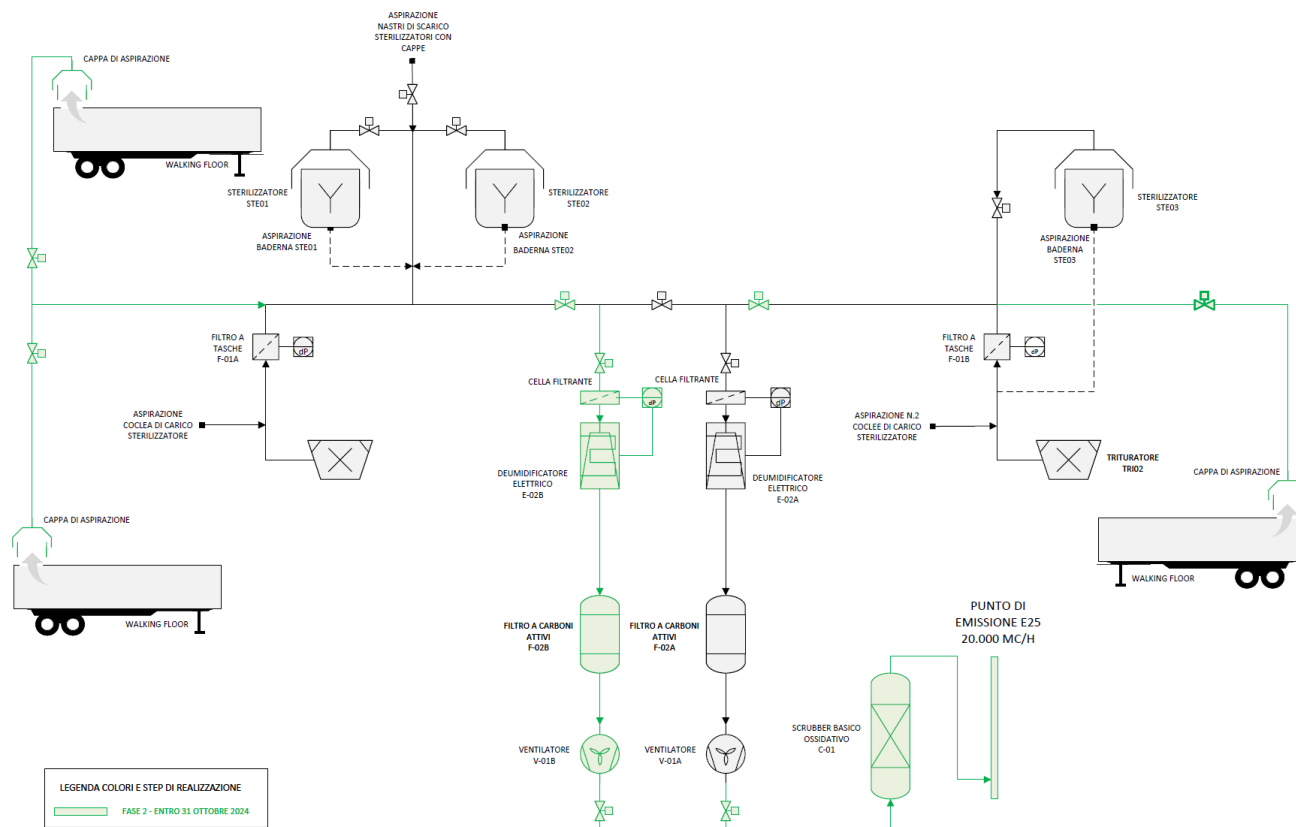 ASPIRAZIONE
NASTRI DI SCARICO
STERILIZZATORI CON
CAPPE
CAPPA DI ASPIRAZIONE
WALKING FLOOR
STERILIZZATORE
STE01
STERILIZZATORE
STE02
STERILIZZATORE
STE03
ASPIRAZIONE
BADERNA STE01
ASPIRAZIONE
BADERNA STE02
ASPIRAZIONE
BADERNA
STE03
FILTRO A
TASCHE
F-01A
dP
FILTRO A
TASCHE
F-01B
dP
CELLA FILTRANTE
dP
CELLA FILTRANTE
dP
ASPIRAZIONE
COCLEA DI CARICO
STERILIZZATORE
ASPIRAZIONE N.2
COCLEE DI CARICO
STERILIZZATORE
TRITURATORE
TRI02
DEUMIDIFICATORE
ELETTRICO
E-02B
DEUMIDIFICATORE
ELETTRICO
E-02A
CAPPA DI ASPIRAZIONE
WALKING FLOOR
CAPPA DI ASPIRAZIONE
WALKING FLOOR
FILTRO A CARBONI
ATTIVI
F-02B
FILTRO A CARBONI
ATTIVI
F-02A
PUNTO DI
EMISSIONE E25
20.000 MC/H
SCRUBBER BASICO
OSSIDATIVO
C-01
VENTILATORE
V-01B
VENTILATORE
V-01A
LEGENDA COLORI E STEP DI REALIZZAZIONE
FASE 2 - ENTRO 31 OTTOBRE 2024